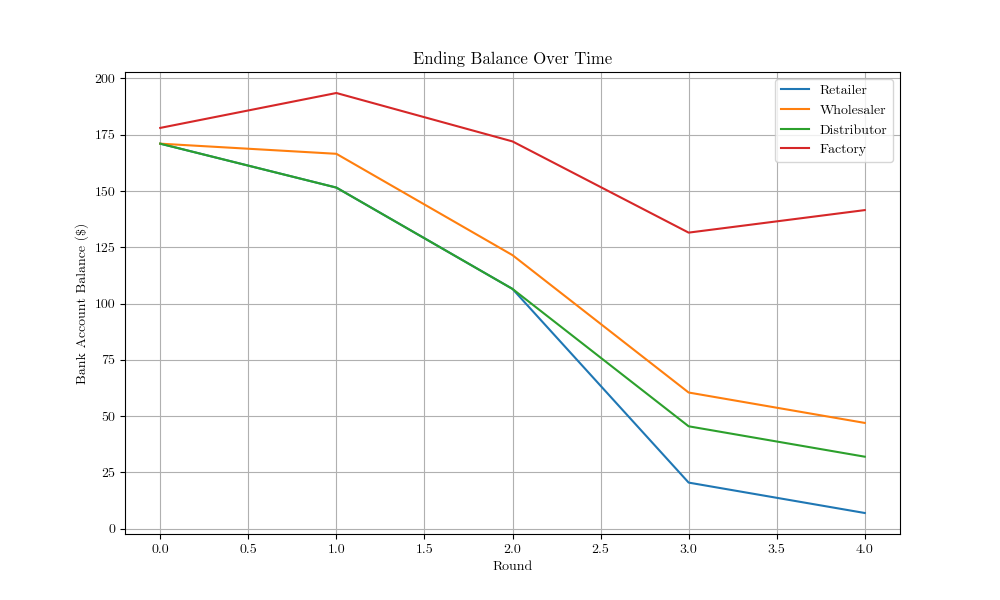 Ending Balance Over Time
Bank Account Balance ($)
200
175
150
125
100
75
50
25
0
Retailer
Wholesaler
Distributor
Factory
0.0 0.5 1.0 1.5 2.0 2.5 3.0 3.5 4.0
Round